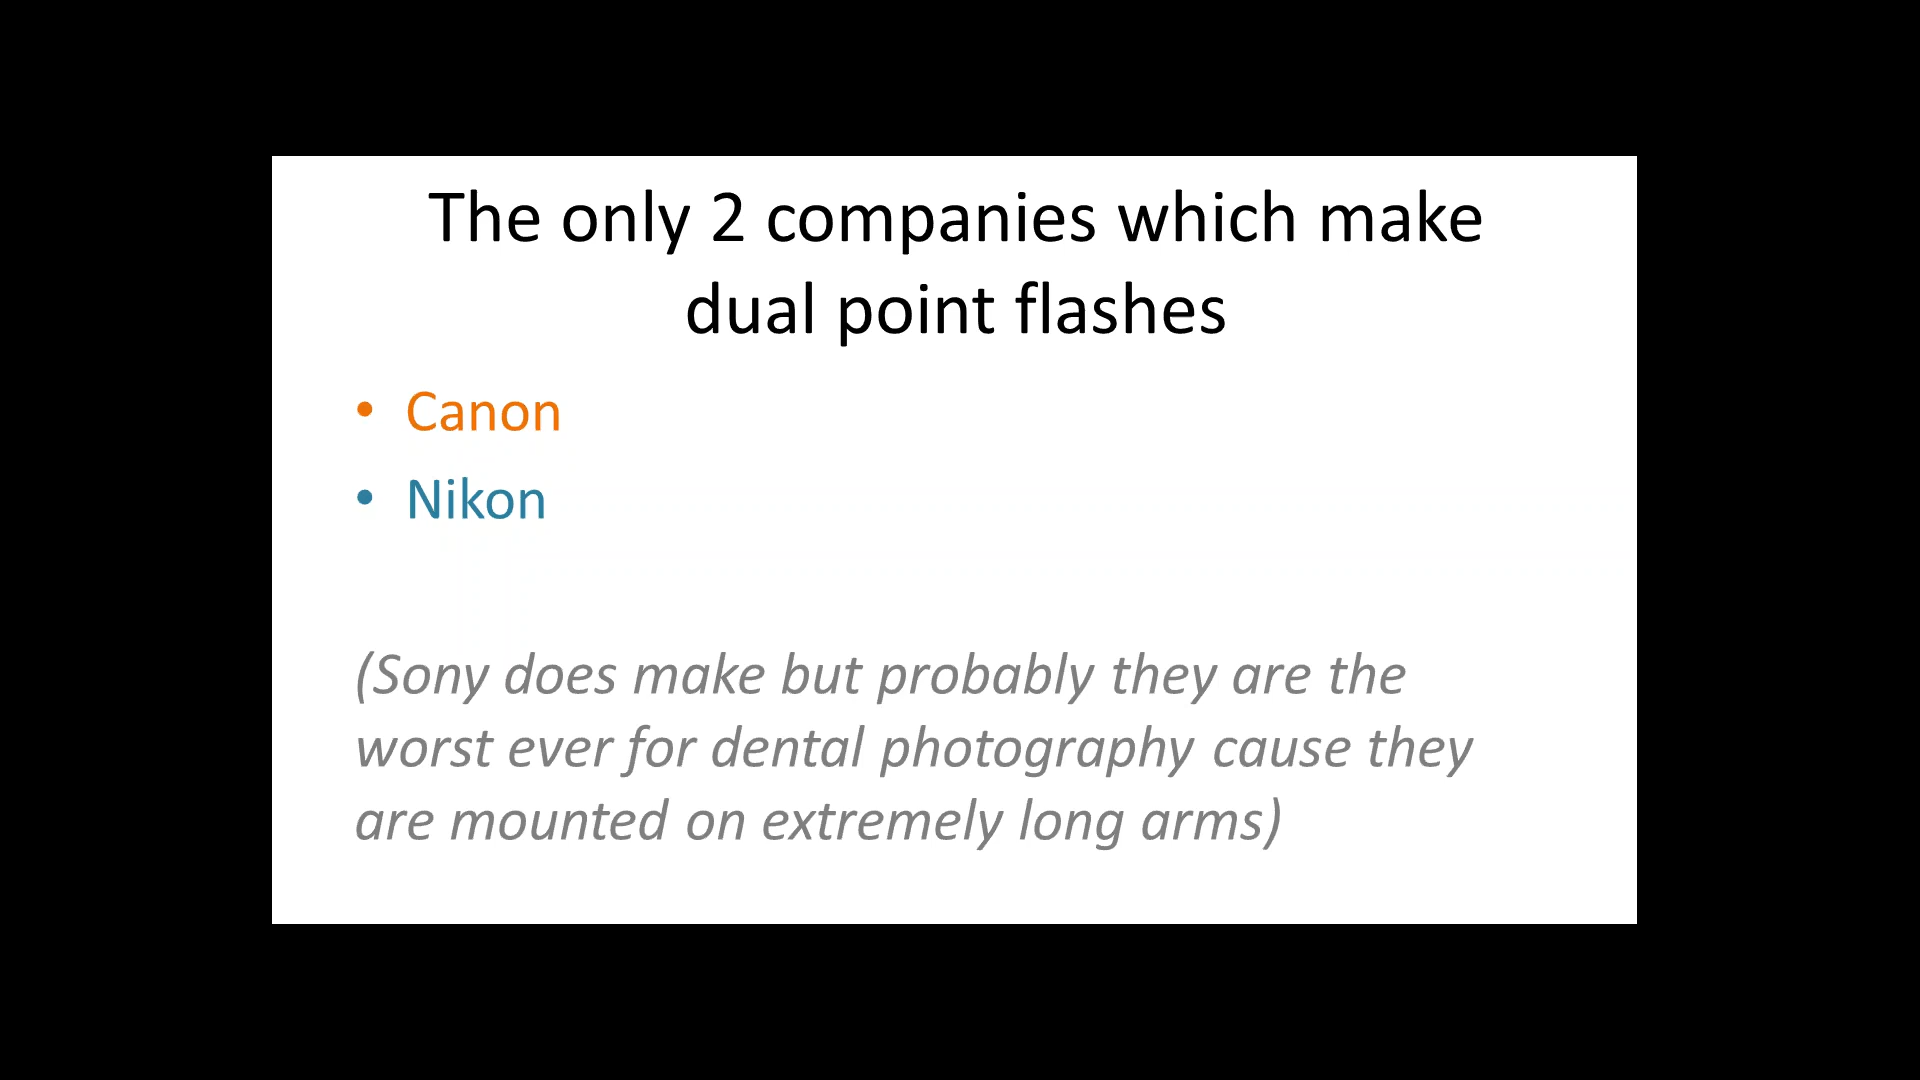 The only 2 companies which make
dual point flashes
• Canon
• Nikon
(Sony does make but probably they are the
worst ever for dental photography cause they
are mounted on extremely long arms)